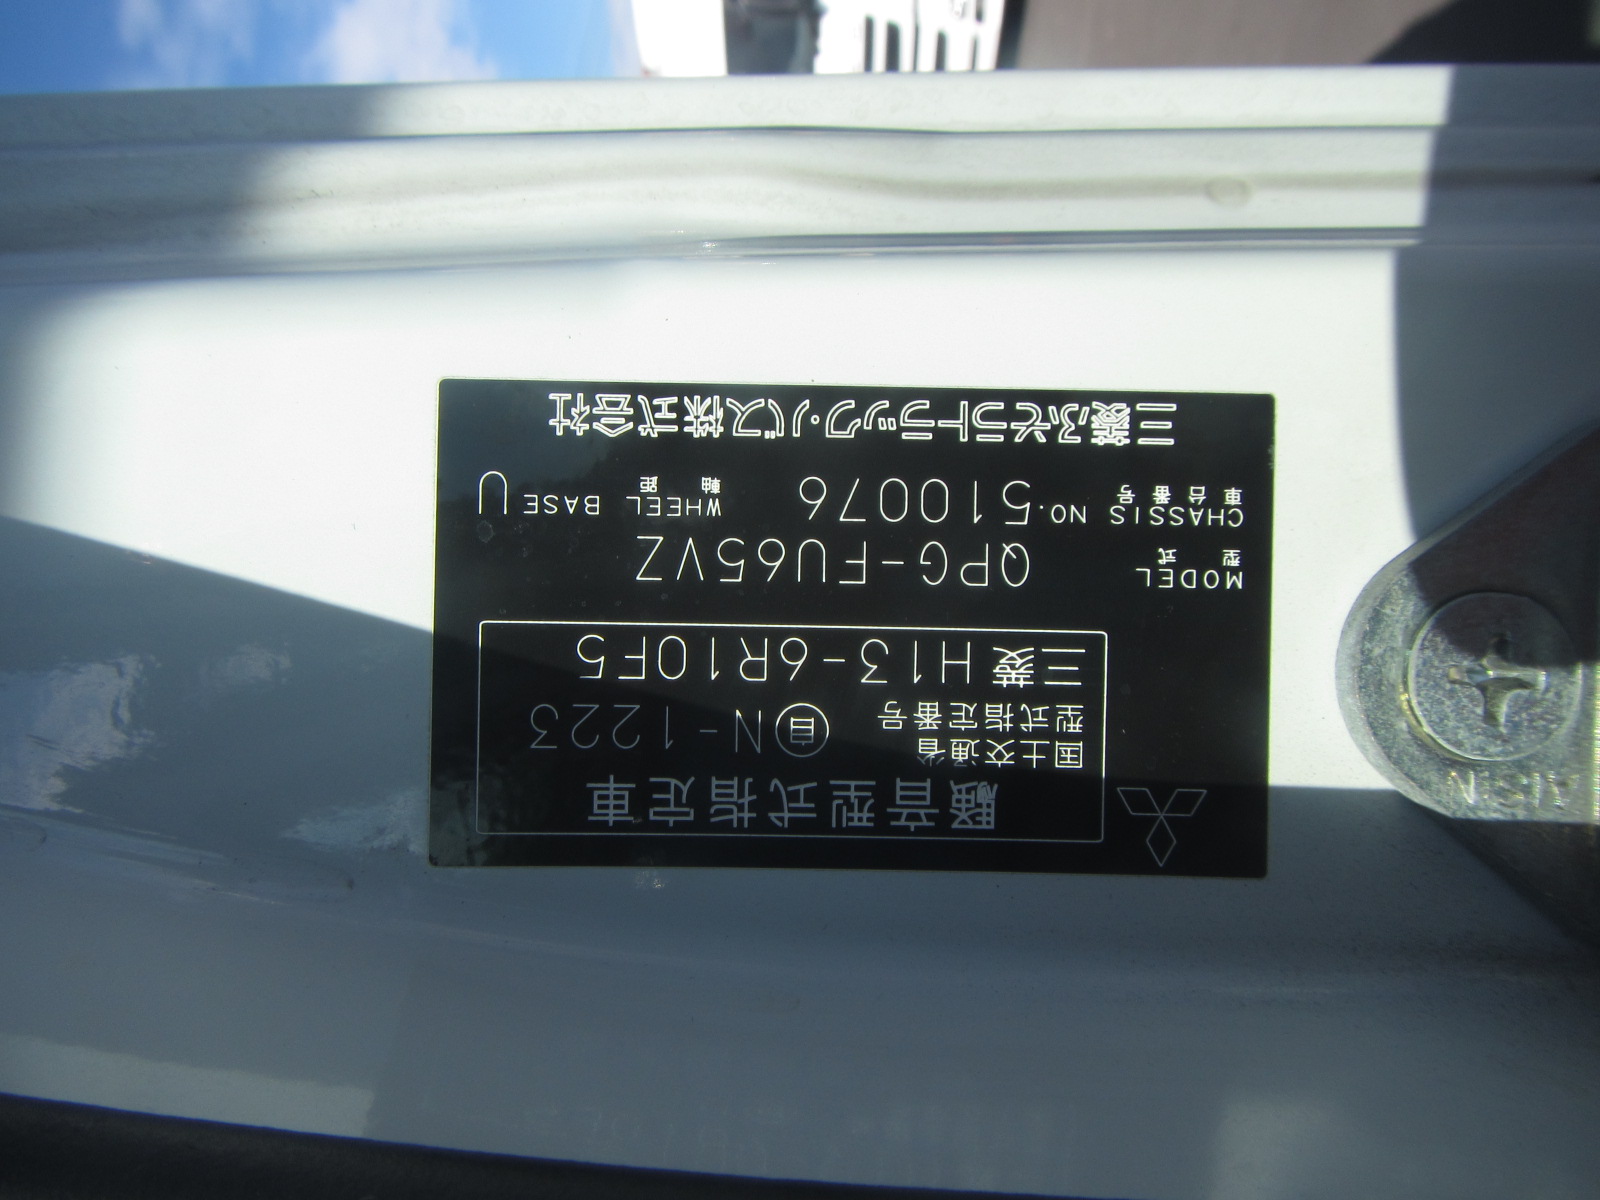 騒音型式指定車
国土交通省
型式指定番号 ㊐N-1223
三菱 H13-6R10F5
MODEL QPG-FU65VZ
型式
CHASSIS NO. 510076 WHEEL BASE U
車台番号 軸距
三菱ふそうトラック・バス株式会社